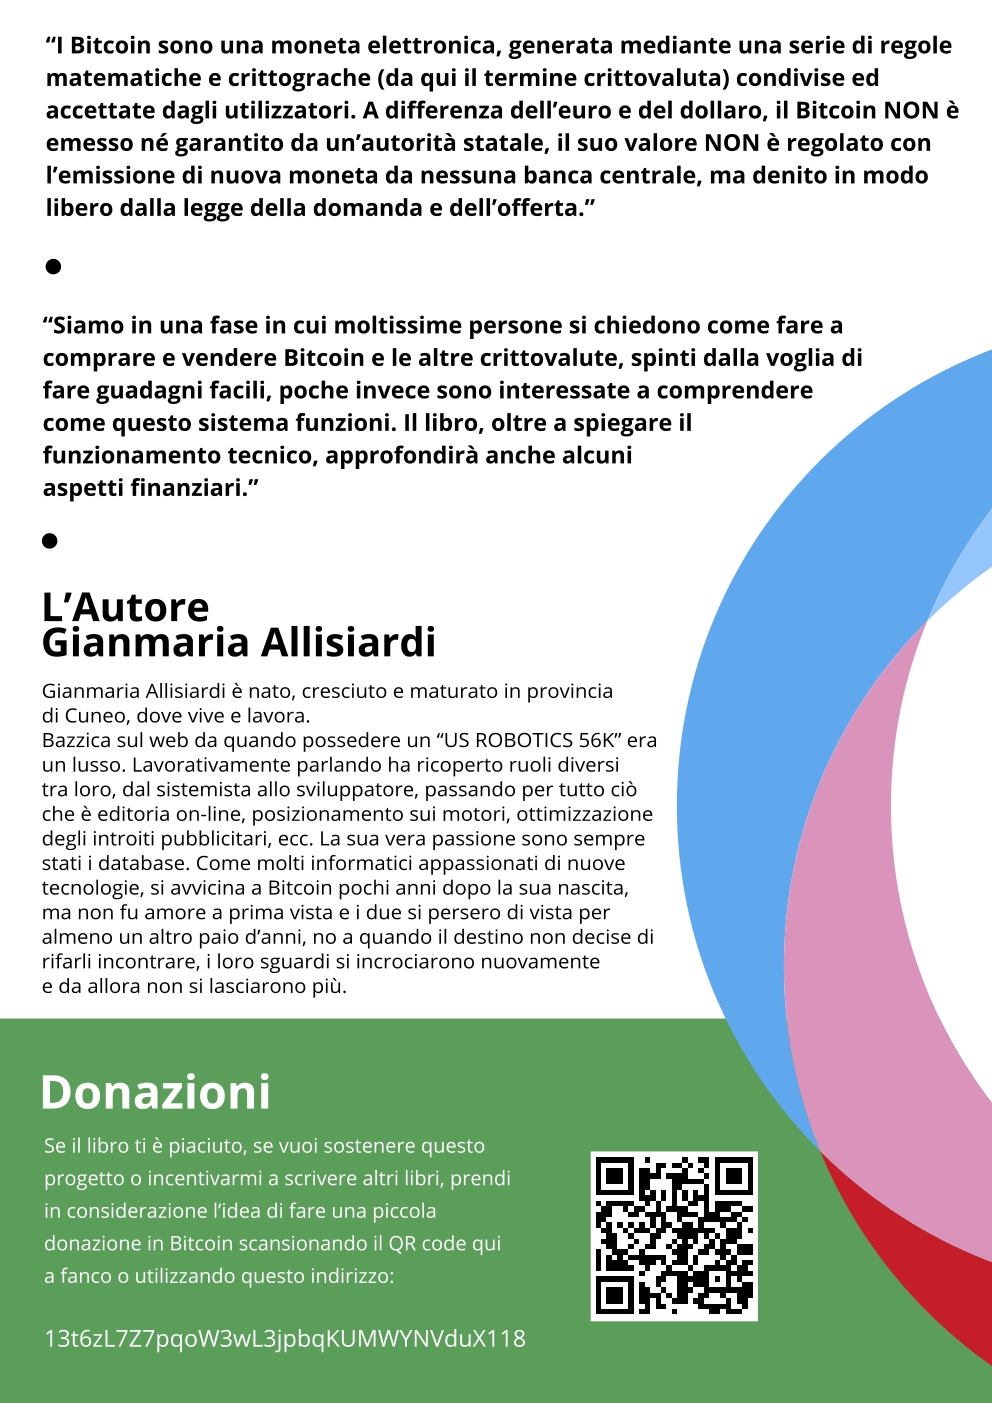 “I Bitcoin sono una moneta elettronica, generata mediante una serie di regole
matematiche e crittograche (da qui il termine crittovaluta) condivise ed
accettate dagli utilizzatori. A differenza dell’euro e del dollaro, il Bitcoin NON è
emesso né garantito da un’autorità statale, il suo valore NON è regolato con
l’emissione di nuova moneta da nessuna banca centrale, ma denito in modo
libero dalla legge della domanda e dell’offerta.”
“Siamo in una fase in cui moltissime persone si chiedono come fare a
comprare e vendere Bitcoin e le altre crittovalute, spinti dalla voglia di
fare guadagni facili, poche invece sono interessate a comprendere
come questo sistema funzioni. Il libro, oltre a spiegare il
funzionamento tecnico, approfondirà anche alcuni
aspetti finanziari.”
L’Autore
Gianmaria Allisiardi
Gianmaria Allisiardi è nato, cresciuto e maturato in provincia
di Cuneo, dove vive e lavora.
Bazzica sul web da quando possedere un “US ROBOTICS 56K” era
un lusso. Lavorativamente parlando ha ricoperto ruoli diversi
tra loro, dal sistemista allo sviluppatore, passando per tutto ciò
che è editoria on-line, posizionamento sui motori, ottimizzazione
degli introiti pubblicitari, ecc. La sua vera passione sono sempre
stati i database. Come molti informatici appassionati di nuove
tecnologie, si avvicina a Bitcoin pochi anni dopo la sua nascita,
ma non fu amore a prima vista e i due si persero di vista per
almeno un altro paio d’anni, no a quando il destino non decise di
rifarli incontrare, i loro sguardi si incrociarono nuovamente
e da allora non si lasciarono più.
Donazioni
Se il libro ti è piaciuto, se vuoi sostenere questo
progetto o incentivarmi a scrivere altri libri, prendi
in considerazione l’idea di fare una piccola
donazione in Bitcoin scansionando il QR code qui
a fanco o utilizzando questo indirizzo:
13t6zL7Z7pqoW3wL3jpbqKUMWYNVduX118